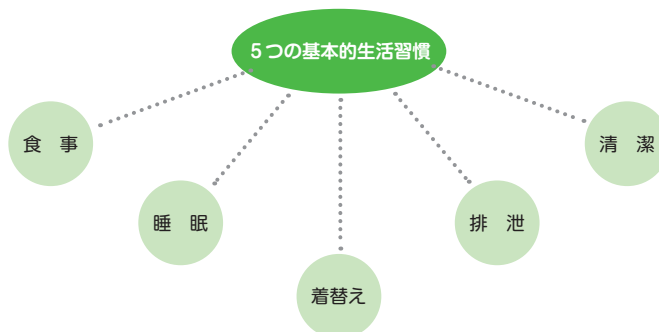 5つの基本的生活習慣
食　事
清　潔
睡　眠
排　泄
着替え